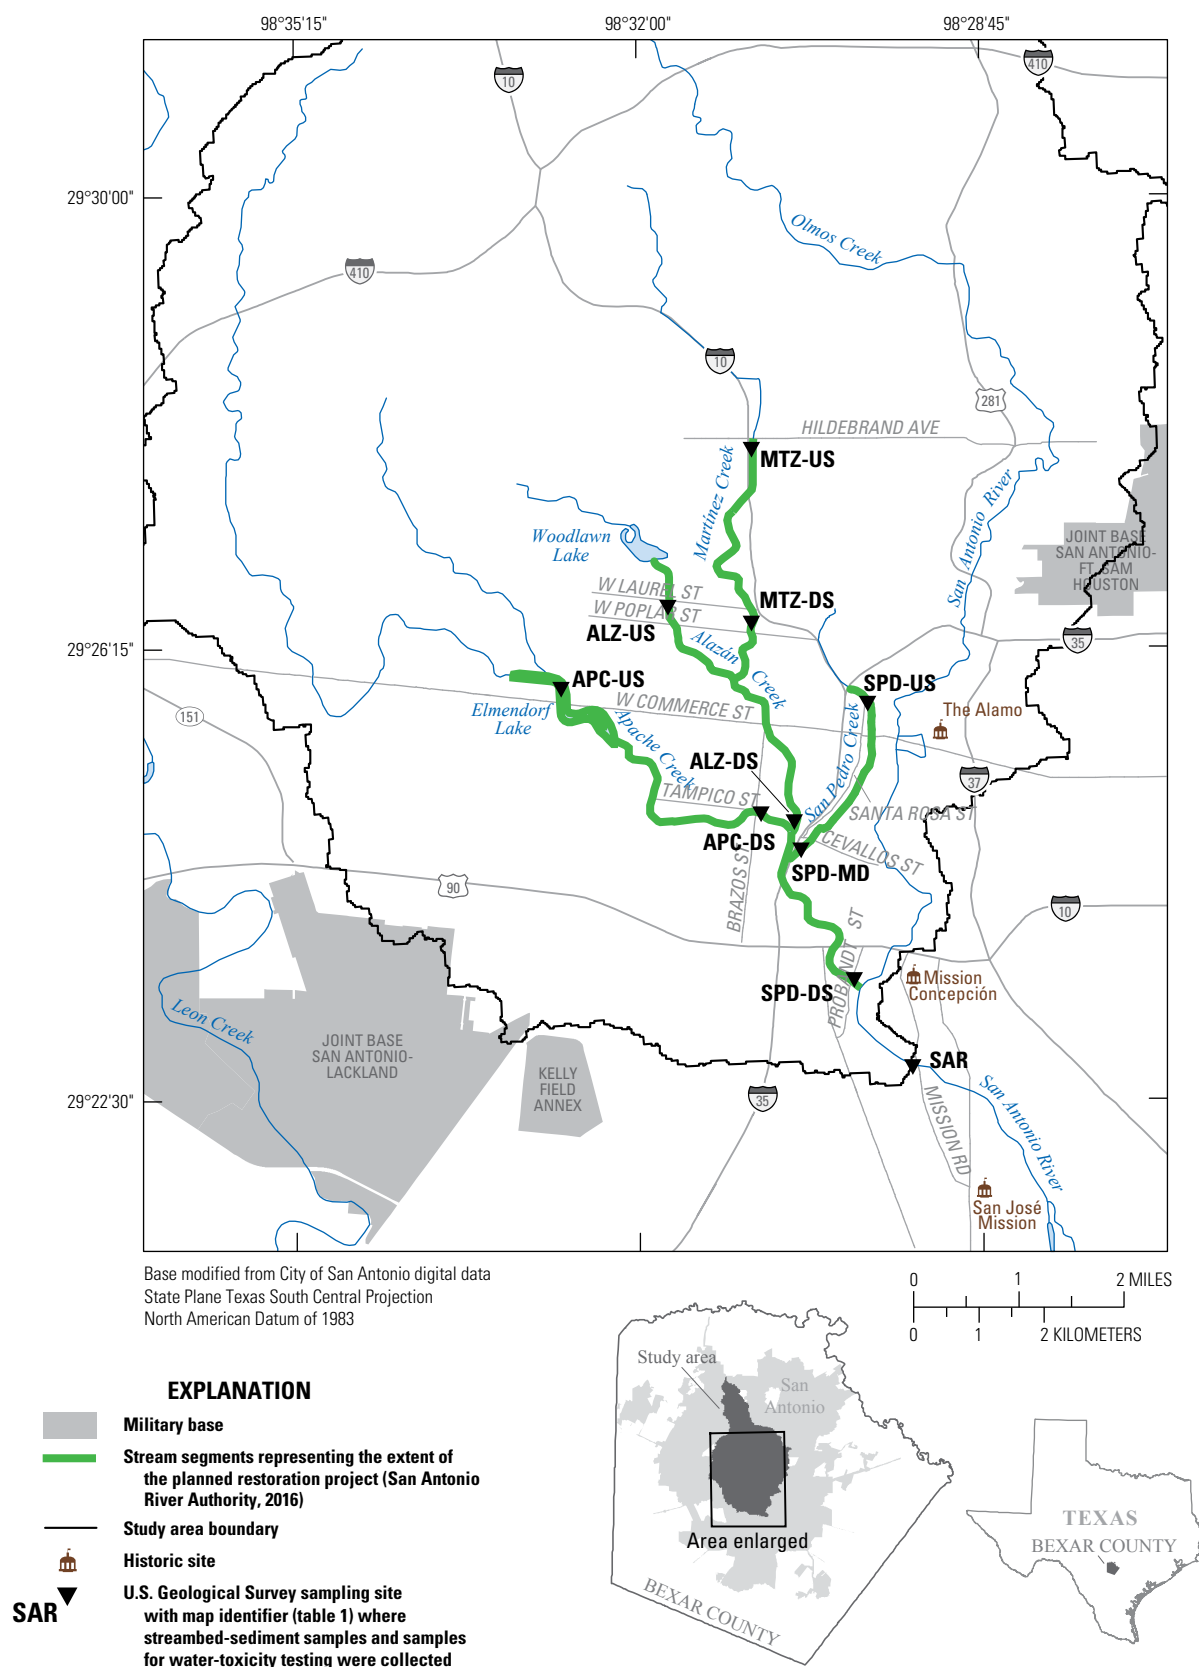 98°35'15"
98°32'00"
98°28'45"
10
410
29°30'00"
Olmos Creek
410
10
281
HILDEBRAND AVE
MTZ-US
Martínez Creek
San Antonio River
Woodlawn
Lake
JOINT BASE
SAN ANTONIO-
FT. SAM
HOUSTON
W LAUREL ST
MTZ-DS
W POPLAR ST
ALZ-US
Alazán Creek
35
29°26'15"
APC-US
SPD-US
W COMMERCE ST
The Alamo
Elmendorf
Lake
151
Apache Creek
San Pedro Creek
ALZ-DS
37
TAMPICO ST
SANTA ROSA ST
APC-DS
CEVALLOS ST
SPD-MD
90
BRAZOS ST
10
PROBANDT ST
Mission
Concepción
SPD-DS
Leon Creek
JOINT BASE
SAN ANTONIO-
LACKLAND
SAR
KELLY
FIELD
ANNEX
29°22'30"
35
MISSION RD
San Antonio River
San José
Mission
Base modified from City of San Antonio digital data
State Plane Texas South Central Projection
North American Datum of 1983
0 1 2 MILES
0 1 2 KILOMETERS
EXPLANATION
Military base
Stream segments representing the extent of
the planned restoration project (San Antonio
River Authority, 2016)
Study area boundary
Historic site
SAR
U.S. Geological Survey sampling site
with map identifier (table 1) where
streambed-sediment samples and samples
for water-toxicity testing were collected
Study area
San
Antonio
Area enlarged
BEXAR COUNTY
TEXAS
BEXAR COUNTY